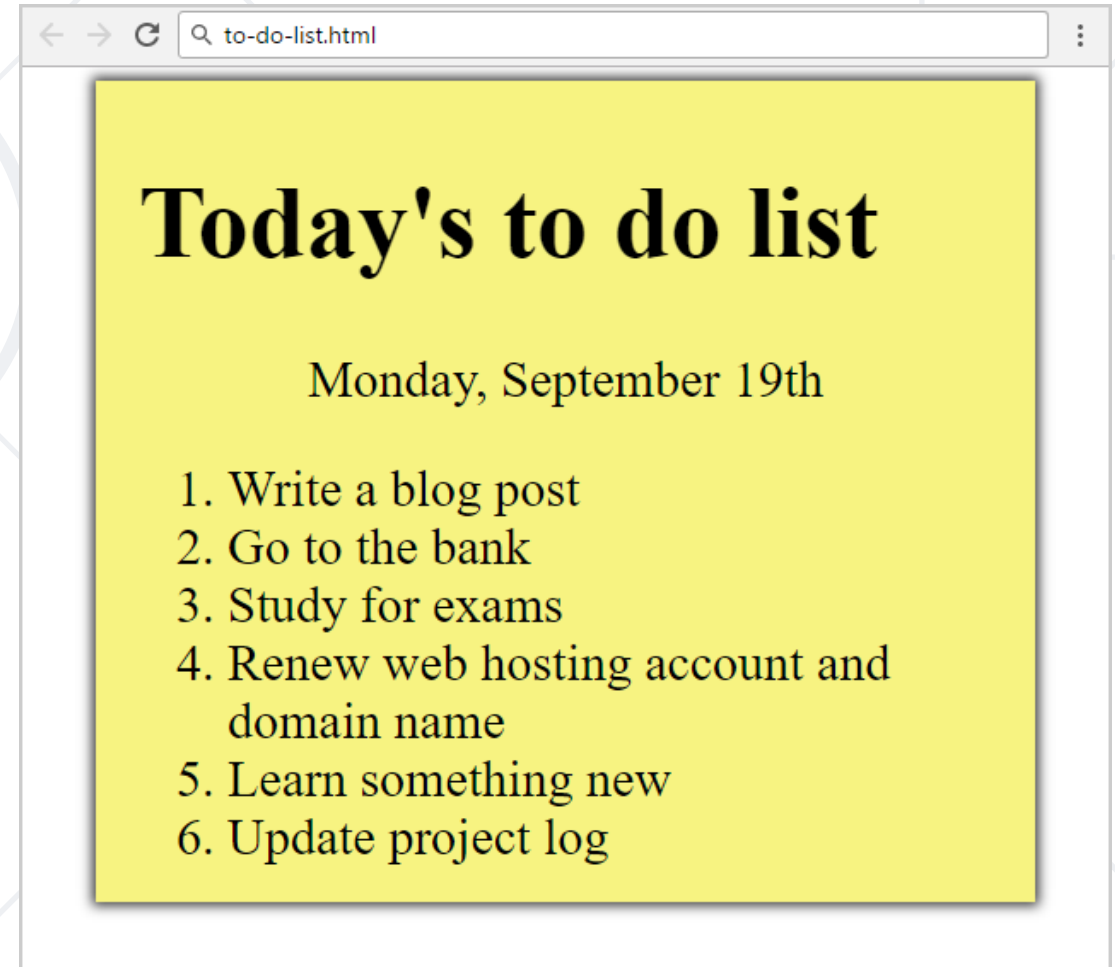 to-do-list.html
Today's to do list
Monday, September 19th
1. Write a blog post
2. Go to the bank
3. Study for exams
4. Renew web hosting account and
domain name
5. Learn something new
6. Update project log